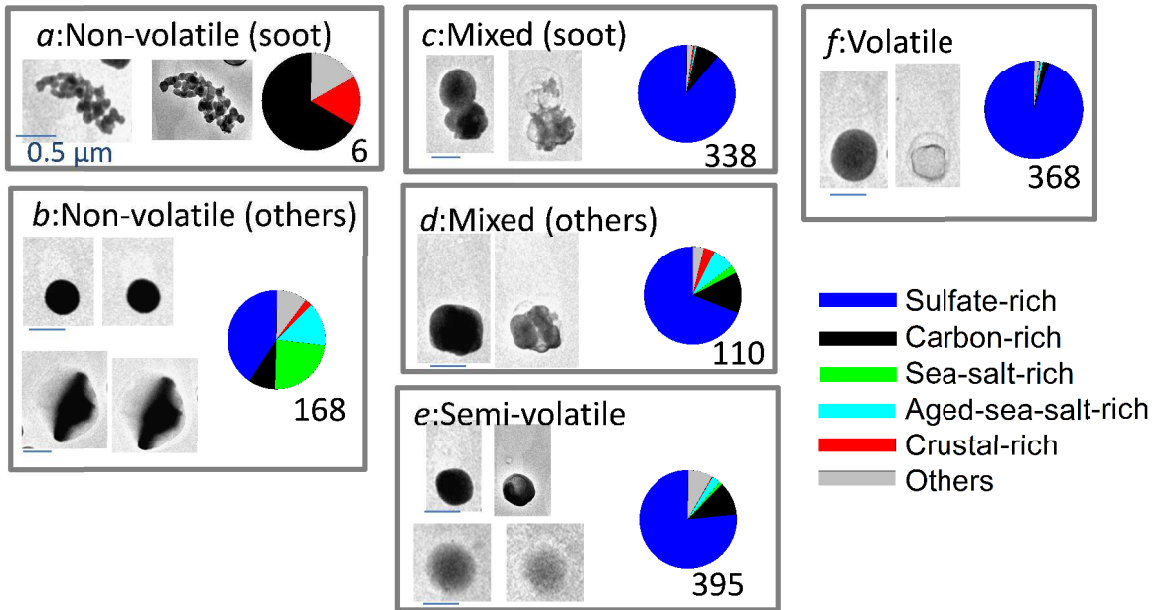 a:Non-volatile (soot)
0.5 μm
6
b:Non-volatile (others)
168
c:Mixed (soot)
338
d:Mixed (others)
110
e:Semi-volatile
395
f:Volatile
368
Sulfate-rich
Carbon-rich
Sea-salt-rich
Aged-sea-salt-rich
Crustal-rich
Others